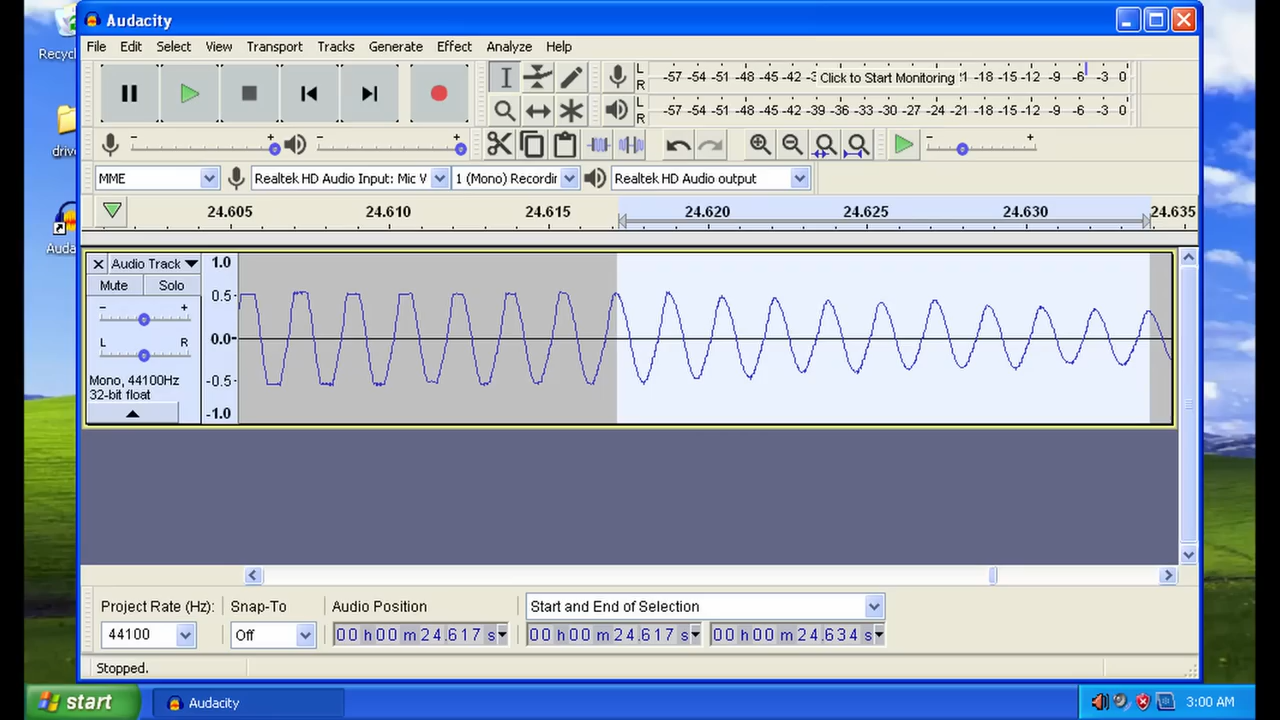 Audacity
Recyc
File Edit Select View Transport Tracks Generate Effect Analyze Help
L -57 -54 -51 -48 -45 -42 -3 Click to Start Monitoring !1 -18 -15 -12 -9 -6 -3 0
R
L -57 -54 -51 -48 -45 -42 -39 -36 -33 -30 -27 -24 -21 -18 -15 -12 -9 -6 -3 0
R
driv
- + - + - +
MME Realtek HD Audio Input: Mic 1 (Mono) Recordin Realtek HD Audio output
24.605 24.610 24.615 24.620 24.625 24.630 24.635
Auda
X Audio Track 1.0
Mute Solo
- + 0.5
L R 0.0
Mono, 44100Hz -0.5
32-bit float
-1.0
Project Rate (Hz): Snap-To Audio Position Start and End of Selection
44100 Off 00 h 00 m 24.617 s 00 h 00 m 24.617 s 00 h 00 m 24.634 s
Stopped.
start Audacity 3:00 AM